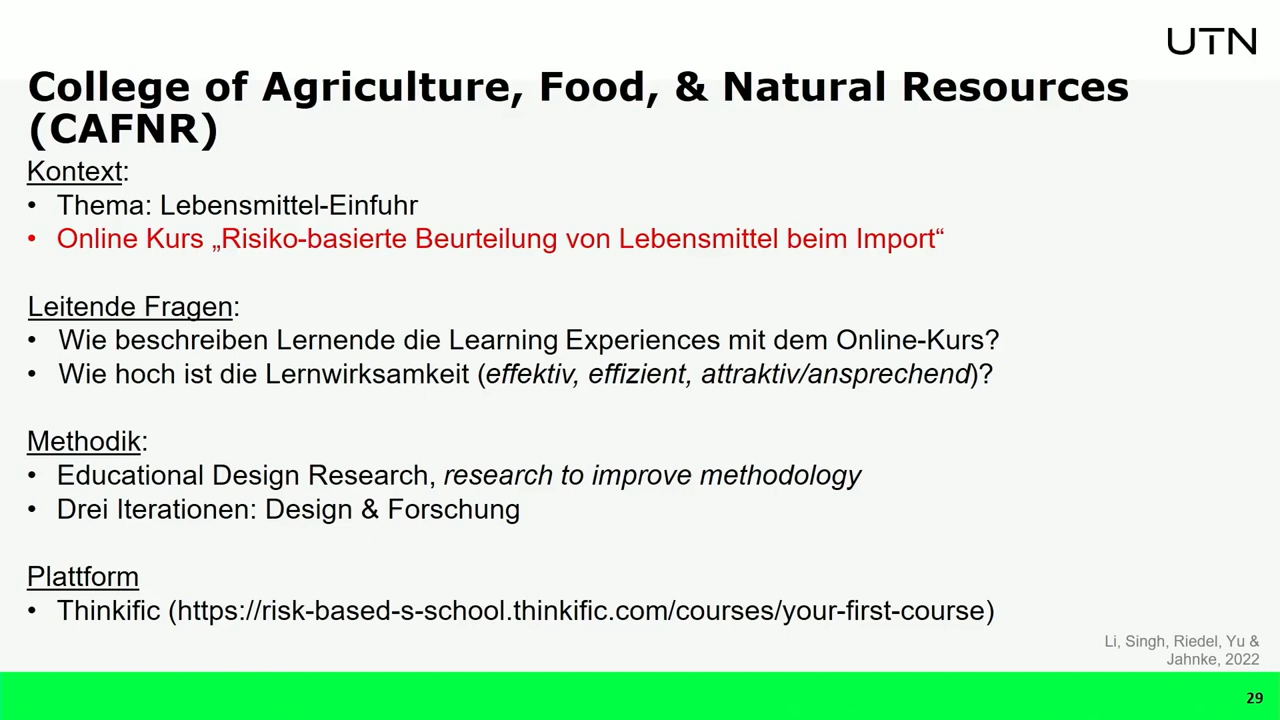 UTN
College of Agriculture, Food, & Natural Resources
(CAFNR)
Kontext:
• Thema: Lebensmittel-Einfuhr
• Online Kurs „Risiko-basierte Beurteilung von Lebensmittel beim Import“
Leitende Fragen:
• Wie beschreiben Lernende die Learning Experiences mit dem Online-Kurs?
• Wie hoch ist die Lernwirksamkeit (effektiv, effizient, attraktiv/ansprechend)?
Methodik:
• Educational Design Research, research to improve methodology
• Drei Iterationen: Design & Forschung
Plattform
• Thinkific (https://risk-based-s-school.thinkific.com/courses/your-first-course)
Li, Singh, Riedel, Yu &
Jahnke, 2022
29